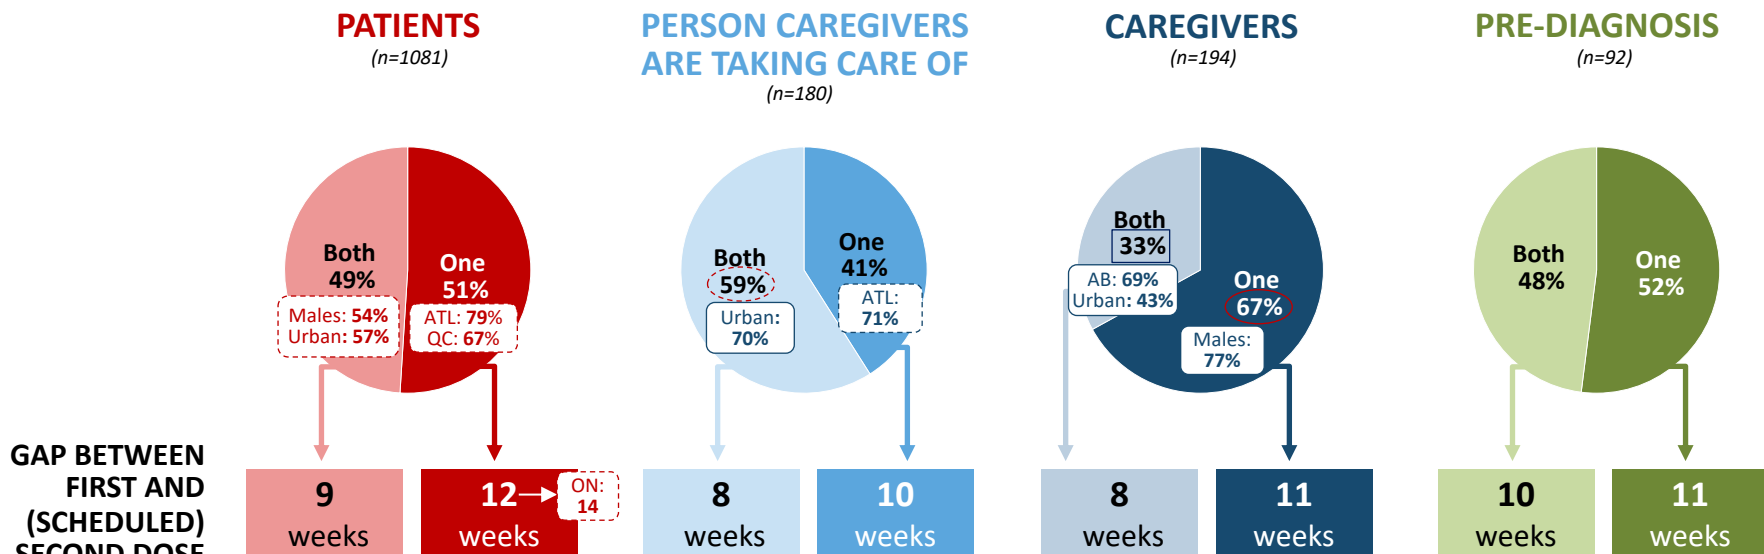 PATIENTS
(n=1081)
PERSON CAREGIVERS
ARE TAKING CARE OF
(n=180)
CAREGIVERS
(n=194)
PRE-DIAGNOSIS
(n=92)
Both
49%
Males: 54%
Urban: 57%
One
51%
ATL: 79%
QC: 67%
Both
59%
Urban:
70%
One
41%
ATL:
71%
Both
33%
AB: 69%
Urban: 43%
One
67%
Males:
77%
Both
48%
One
52%
GAP BETWEEN
FIRST AND
(SCHEDULED)
SECOND DOSE
9
weeks
12
weeks
ON:
14
8
weeks
10
weeks
8
weeks
11
weeks
10
weeks
11
weeks